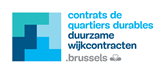 contrats de
quartiers durables
duurzame
wijkcontracten
.brussels